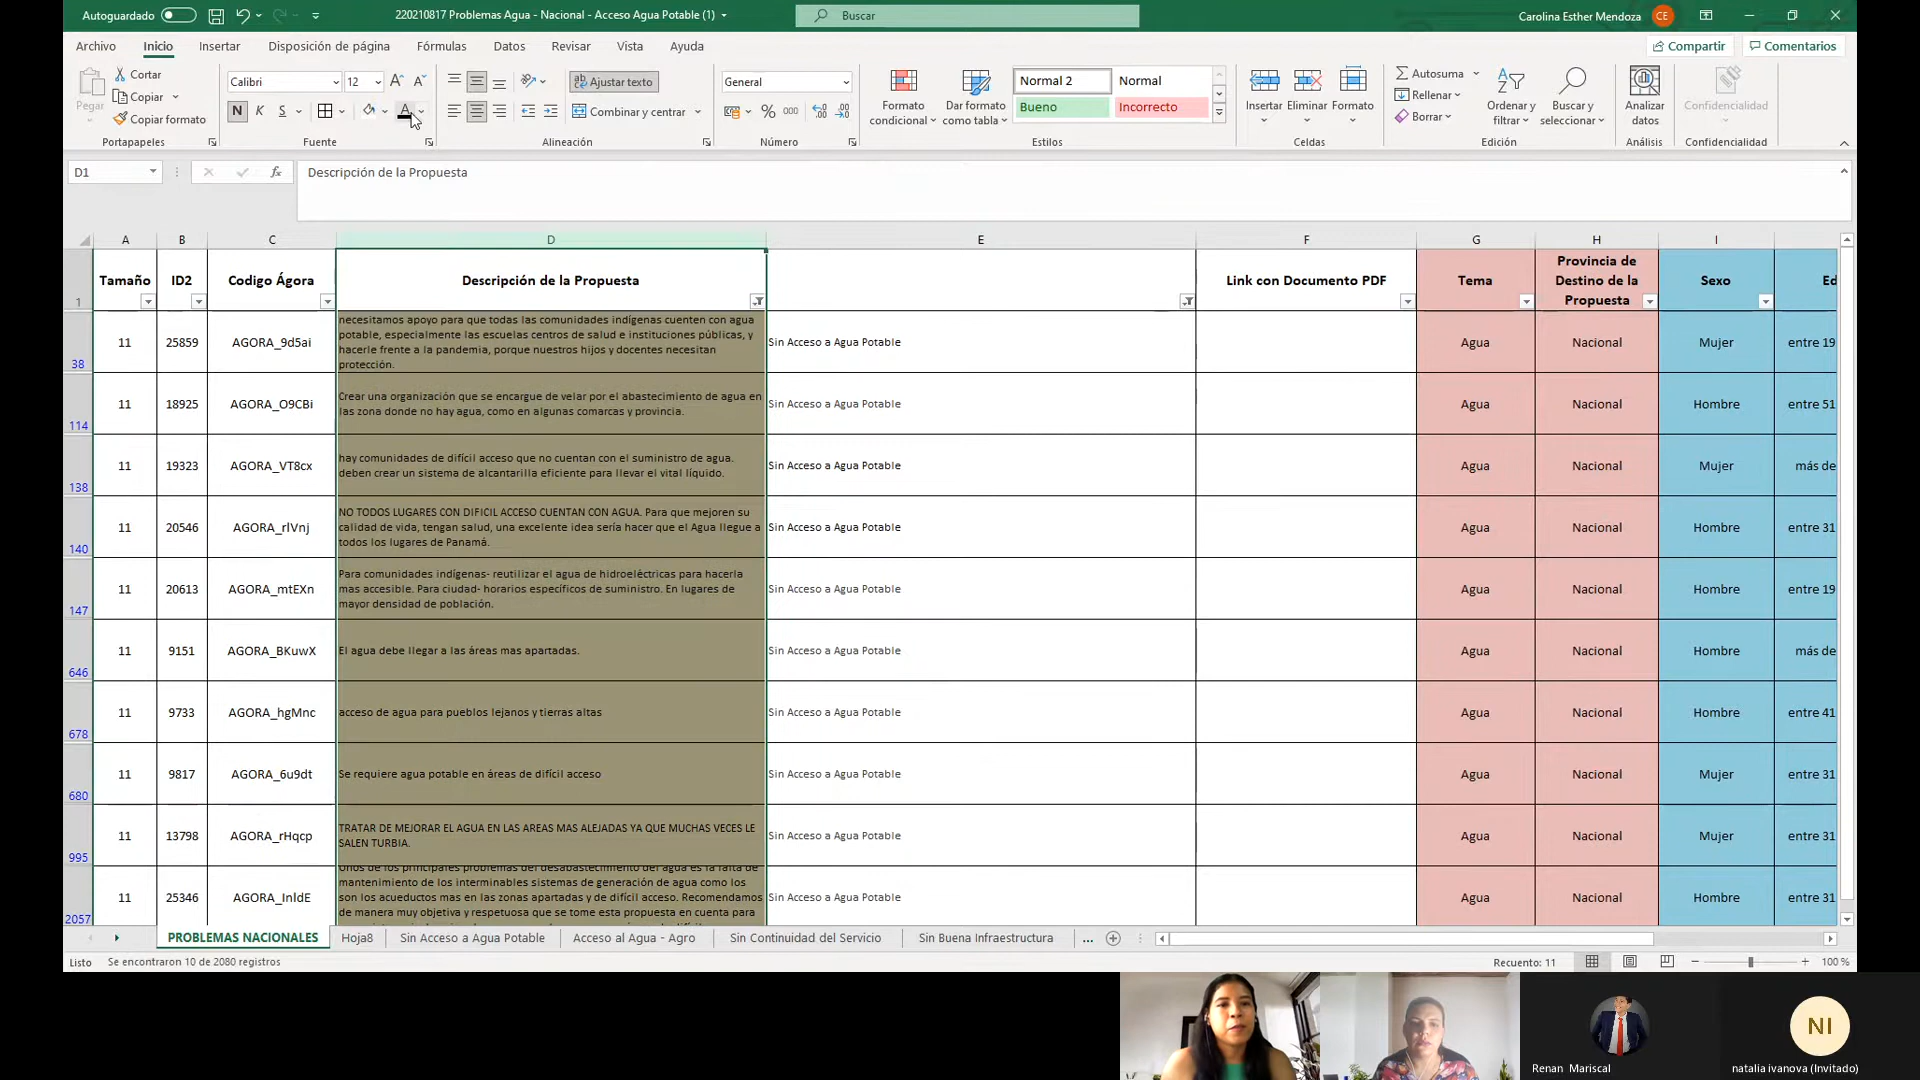 Autoguardado
220210817 Problemas Agua - Nacional - Acceso Agua Potable (1)
Buscar
Carolina Esther Mendoza
CE
Archivo
Inicio
Insertar
Disposición de página
Fórmulas
Datos
Revisar
Vista
Ayuda
Compartir
Comentarios
Pegar
Cortar
Copiar
Copiar formato
Portapapeles
Calibri
12
N K S
Fuente
Ajustar texto
Combinar y centrar
Alineación
General
% 000
Número
Formato condicional
Dar formato como tabla
Normal 2
Normal
Bueno
Incorrecto
Estilos
Insertar
Eliminar
Formato
Celdas
Autosuma
Rellenar
Borrar
Ordenar y filtrar
Buscar y seleccionar
Edición
Analizar datos
Análisis
Confidencialidad
Confidencialidad
D1
fx
Descripción de la Propuesta
A B C D E F G H I
1 Tamaño ID2 Codigo Ágora Descripción de la Propuesta Link con Documento PDF Tema Provincia de Destino de la Propuesta Sexo Ed
38 11 25859 AGORA_9d5ai necesitamos apoyo para que todas las comunidades indígenas cuenten con agua
potable, especialmente las escuelas centros de salud e instituciones públicas, y
hacerle frente a la pandemia, porque nuestros hijos y docentes necesitan
protección. Sin Acceso a Agua Potable Agua Nacional Mujer entre 19
114 11 18925 AGORA_O9CBi Crear una organización que se encargue de velar por el abastecimiento de agua en
las zona donde no hay agua, como en algunas comarcas y provincia. Sin Acceso a Agua Potable Agua Nacional Hombre entre 51
138 11 19323 AGORA_VT8cx hay comunidades de difícil acceso que no cuentan con el suministro de agua.
deben crear un sistema de alcantarilla eficiente para llevar el vital líquido. Sin Acceso a Agua Potable Agua Nacional Mujer más de
140 11 20546 AGORA_rlVnj NO TODOS LUGARES CON DIFICIL ACCESO CUENTAN CON AGUA. Para que mejoren su
calidad de vida, tengan salud, una excelente idea sería hacer que el Agua llegue a
todos los lugares de Panamá. Sin Acceso a Agua Potable Agua Nacional Hombre entre 31
147 11 20613 AGORA_mtEXn Para comunidades indígenas- reutilizar el agua de hidroeléctricas para hacerla
mas accesible. Para ciudad- horarios específicos de suministro. En lugares de
mayor densidad de población. Sin Acceso a Agua Potable Agua Nacional Hombre entre 19
646 11 9151 AGORA_BKuwX El agua debe llegar a las áreas mas apartadas. Sin Acceso a Agua Potable Agua Nacional Hombre más de
678 11 9733 AGORA_hgMnc acceso de agua para pueblos lejanos y tierras altas Sin Acceso a Agua Potable Agua Nacional Hombre entre 41
680 11 9817 AGORA_6u9dt Se requiere agua potable en áreas de difícil acceso Sin Acceso a Agua Potable Agua Nacional Mujer entre 31
995 11 13798 AGORA_rHqcp TRATAR DE MEJORAR EL AGUA EN LAS AREAS MAS ALEJADAS YA QUE MUCHAS VECES LE
SALEN TURBIA. Sin Acceso a Agua Potable Agua Nacional Mujer entre 31
2057 11 25346 AGORA_InldE Unos de los principales problemas del desabastecimiento del agua es la falta de
mantenimiento de los interminables sistemas de generación de agua como los
son los acueductos mas en las zonas apartadas y de difícil acceso. Recomendamos
de manera muy objetiva y respetuosa que se tome esta propuesta en cuenta para Sin Acceso a Agua Potable Agua Nacional Hombre entre 31
PROBLEMAS NACIONALES
Hoja8
Sin Acceso a Agua Potable
Acceso al Agua - Agro
Sin Continuidad del Servicio
Sin Buena Infraestructura
...
Listo
Se encontraron 10 de 2080 registros
Recuento: 11
100 %
Renan Mariscal
NI
natalia ivanova (Invitado)